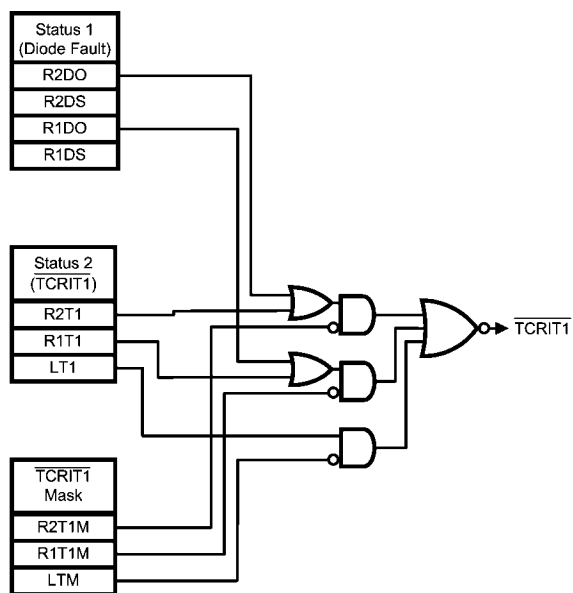 Status 1
(Diode Fault)
R2DO
R2DS
R1DO
R1DS
Status 2
(TCRIT1)
R2T1
R1T1
LT1
TCRIT1
TCRIT1
Mask
R2T1M
R1T1M
LTM